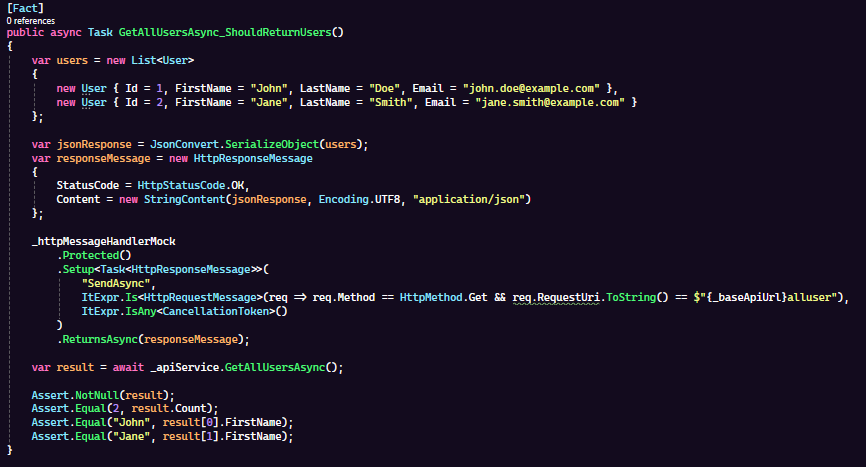 [Fact]
0 references
public async Task GetAllUsersAsync_ShouldReturnUsers()
{
    var users = new List<User>
    {
        new User { Id = 1, FirstName = "John", LastName = "Doe", Email = "john.doe@example.com" },
        new User { Id = 2, FirstName = "Jane", LastName = "Smith", Email = "jane.smith@example.com" }
    };

    var jsonResponse = JsonConvert.SerializeObject(users);
    var responseMessage = new HttpResponseMessage
    {
        StatusCode = HttpStatusCode.OK,
        Content = new StringContent(jsonResponse, Encoding.UTF8, "application/json")
    };

    _httpMessageHandlerMock
        .Protected()
        .Setup<Task<HttpResponseMessage>>(
            "SendAsync",
            ItExpr.Is<HttpRequestMessage>(req => req.Method == HttpMethod.Get && req.RequestUri.ToString() == $"{_baseApiUrl}alluser"),
            ItExpr.IsAny<CancellationToken>()
        )
        .ReturnsAsync(responseMessage);

    var result = await _apiService.GetAllUsersAsync();

    Assert.NotNull(result);
    Assert.Equal(2, result.Count);
    Assert.Equal("John", result[0].FirstName);
    Assert.Equal("Jane", result[1].FirstName);
}